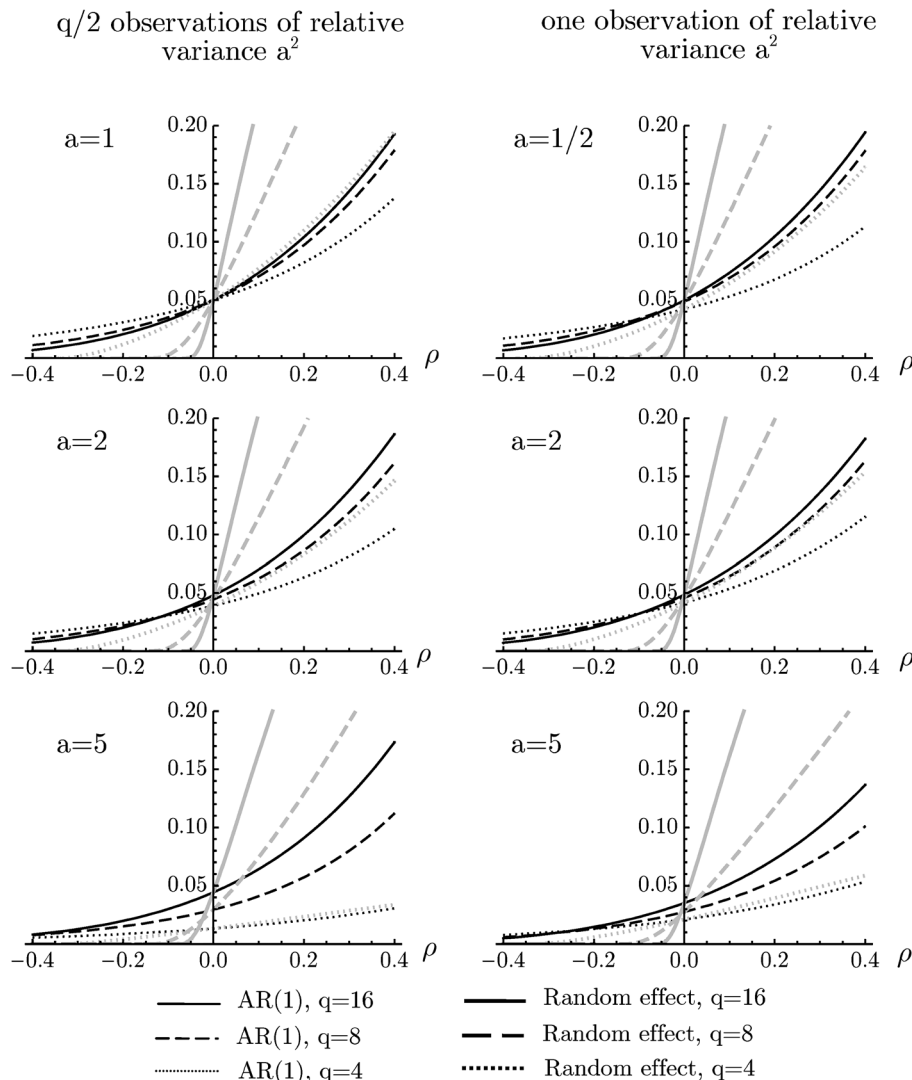 q/2 observations of relative
variance a²
one observation of relative
variance a²
a=1
0.20
0.15
0.10
0.05
−0.4
−0.2
0.0
0.2
0.4
ρ
a=1/2
0.20
0.15
0.10
0.05
−0.4
−0.2
0.0
0.2
0.4
ρ
a=2
0.20
0.15
0.10
0.05
−0.4
−0.2
0.0
0.2
0.4
ρ
a=2
0.20
0.15
0.10
0.05
−0.4
−0.2
0.0
0.2
0.4
ρ
a=5
0.20
0.15
0.10
0.05
−0.4
−0.2
0.0
0.2
0.4
ρ
a=5
0.20
0.15
0.10
0.05
−0.4
−0.2
0.0
0.2
0.4
ρ
AR(1), q=16
Random effect, q=16
AR(1), q=8
Random effect, q=8
AR(1), q=4
Random effect, q=4